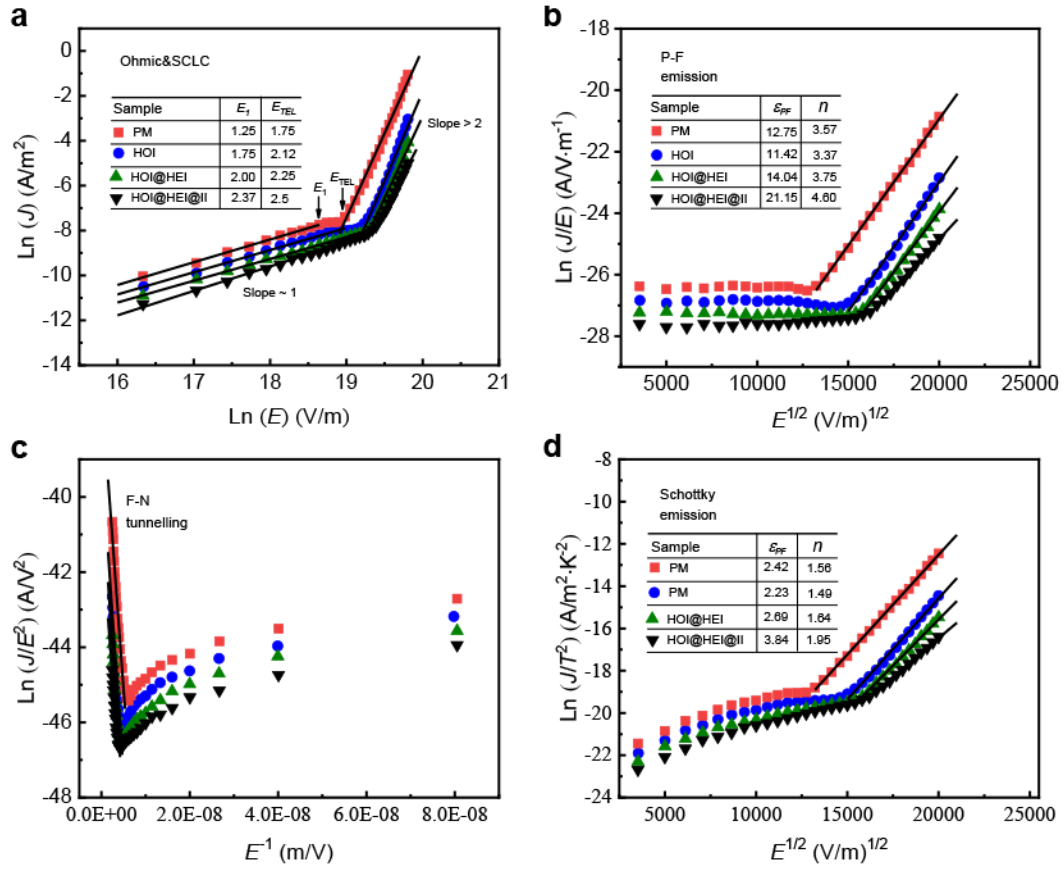 a
Ohmic&SCLC
Sample E1 ETEL
PM 1.25 1.75
HOI 1.75 2.12
HOI@HEI 2.00 2.25
HOI@HEI@II 2.37 2.5
Slope > 2
E1
ETEL
Slope ~ 1
0
-2
-4
-6
-8
-10
-12
-14
Ln (J) (A/m²)
16 17 18 19 20 21
Ln (E) (V/m)
b
P-F
emission
Sample εPF n
PM 12.75 3.57
HOI 11.42 3.37
HOI@HEI 14.04 3.75
HOI@HEI@II 21.15 4.60
-18
-20
-22
-24
-26
-28
Ln (J/E) (A/V·m⁻¹)
5000 10000 15000 20000 25000
E^1/2 (V/m)^1/2
c
F-N
tunnelling
-40
-42
-44
-46
-48
Ln (J/E²) (A/V²)
0.0E+00 2.0E-08 4.0E-08 6.0E-08 8.0E-08
E⁻¹ (m/V)
d
Schottky
emission
Sample εPF n
PM 2.42 1.56
PM 2.23 1.49
HOI@HEI 2.69 1.64
HOI@HEI@II 3.84 1.95
-8
-10
-12
-14
-16
-18
-20
-22
-24
Ln (J/T²) (A/m²·K⁻²)
5000 10000 15000 20000 25000
E^1/2 (V/m)^1/2